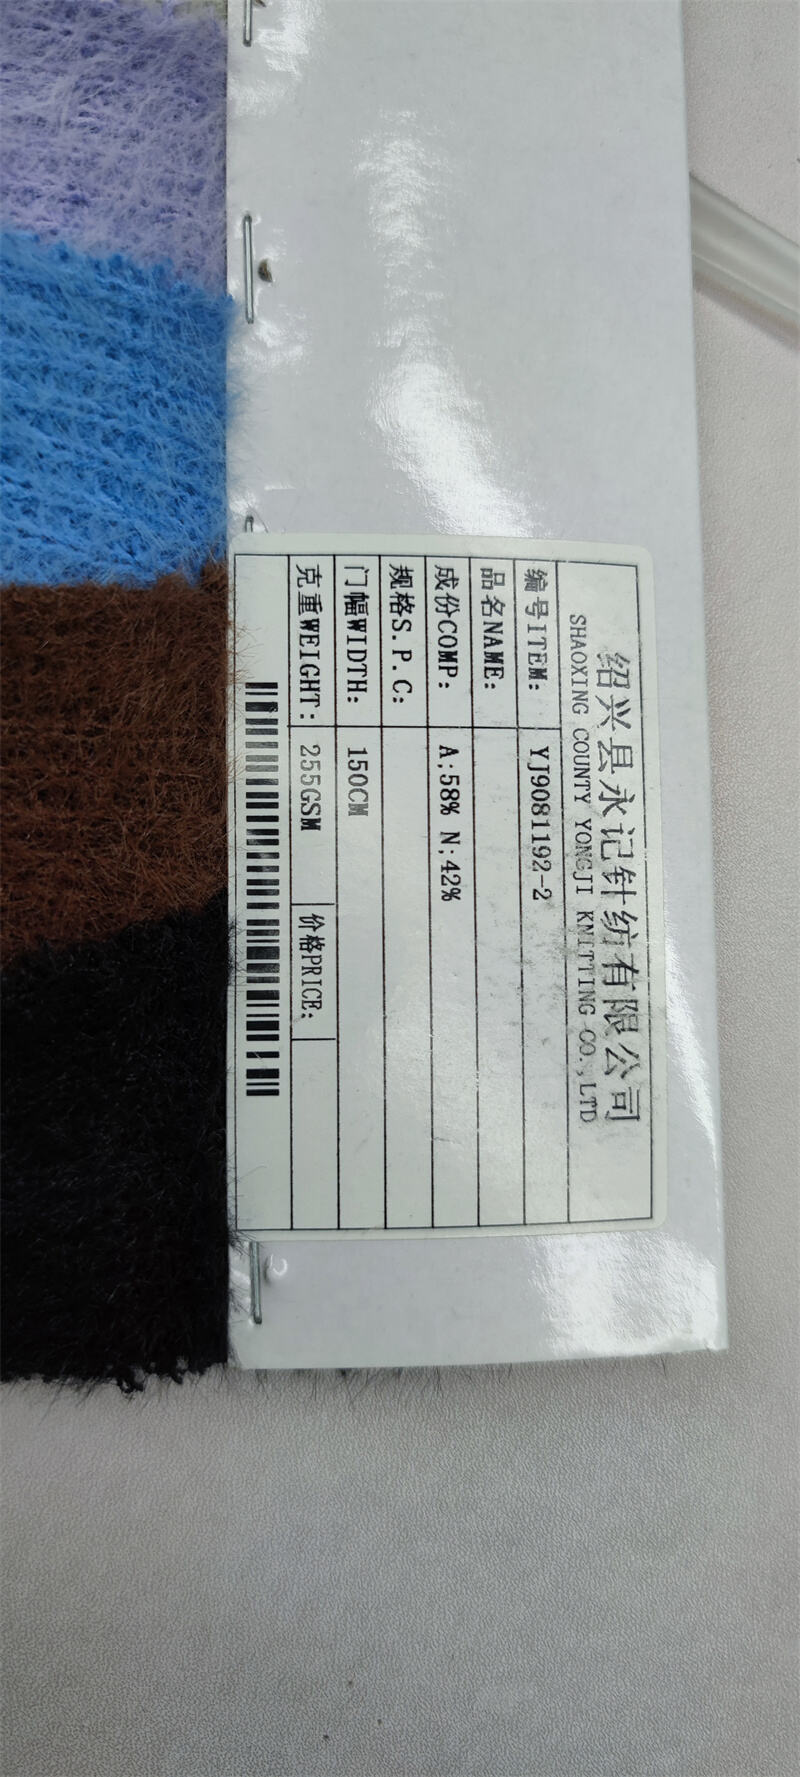 绍兴县永记针纺有限公司
SHAOXING COUNTY YONGJI KNITTING CO.,LTD
编号ITEM: YJ9081192-2
品名NAME:
成份COMP: A;58% N;42%
规格S.P.C:
门幅WIDTH: 150CM
克重WEIGHT: 255GSM 价格PRICE: